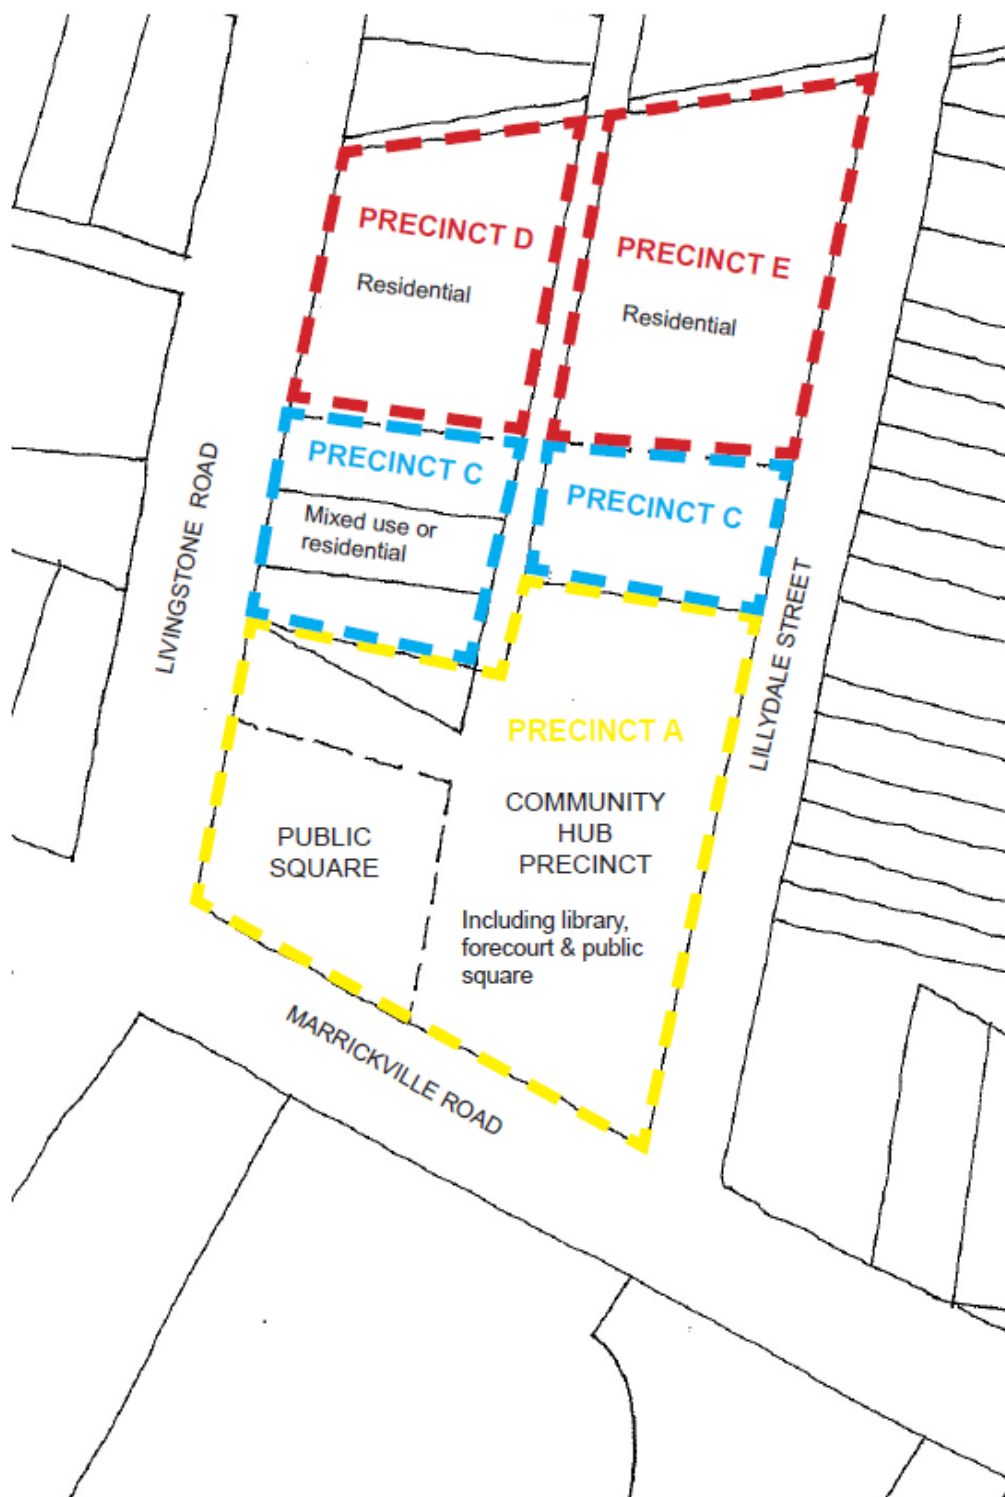 PRECINCT D
Residential
PRECINCT E
Residential
PRECINCT C
Mixed use or
residential
PRECINCT C
LIVINGSTONE ROAD
LILLYDALE STREET
PRECINCT A
COMMUNITY
HUB
PRECINCT
Including library,
forecourt & public
square
PUBLIC
SQUARE
MARRICKVILLE ROAD